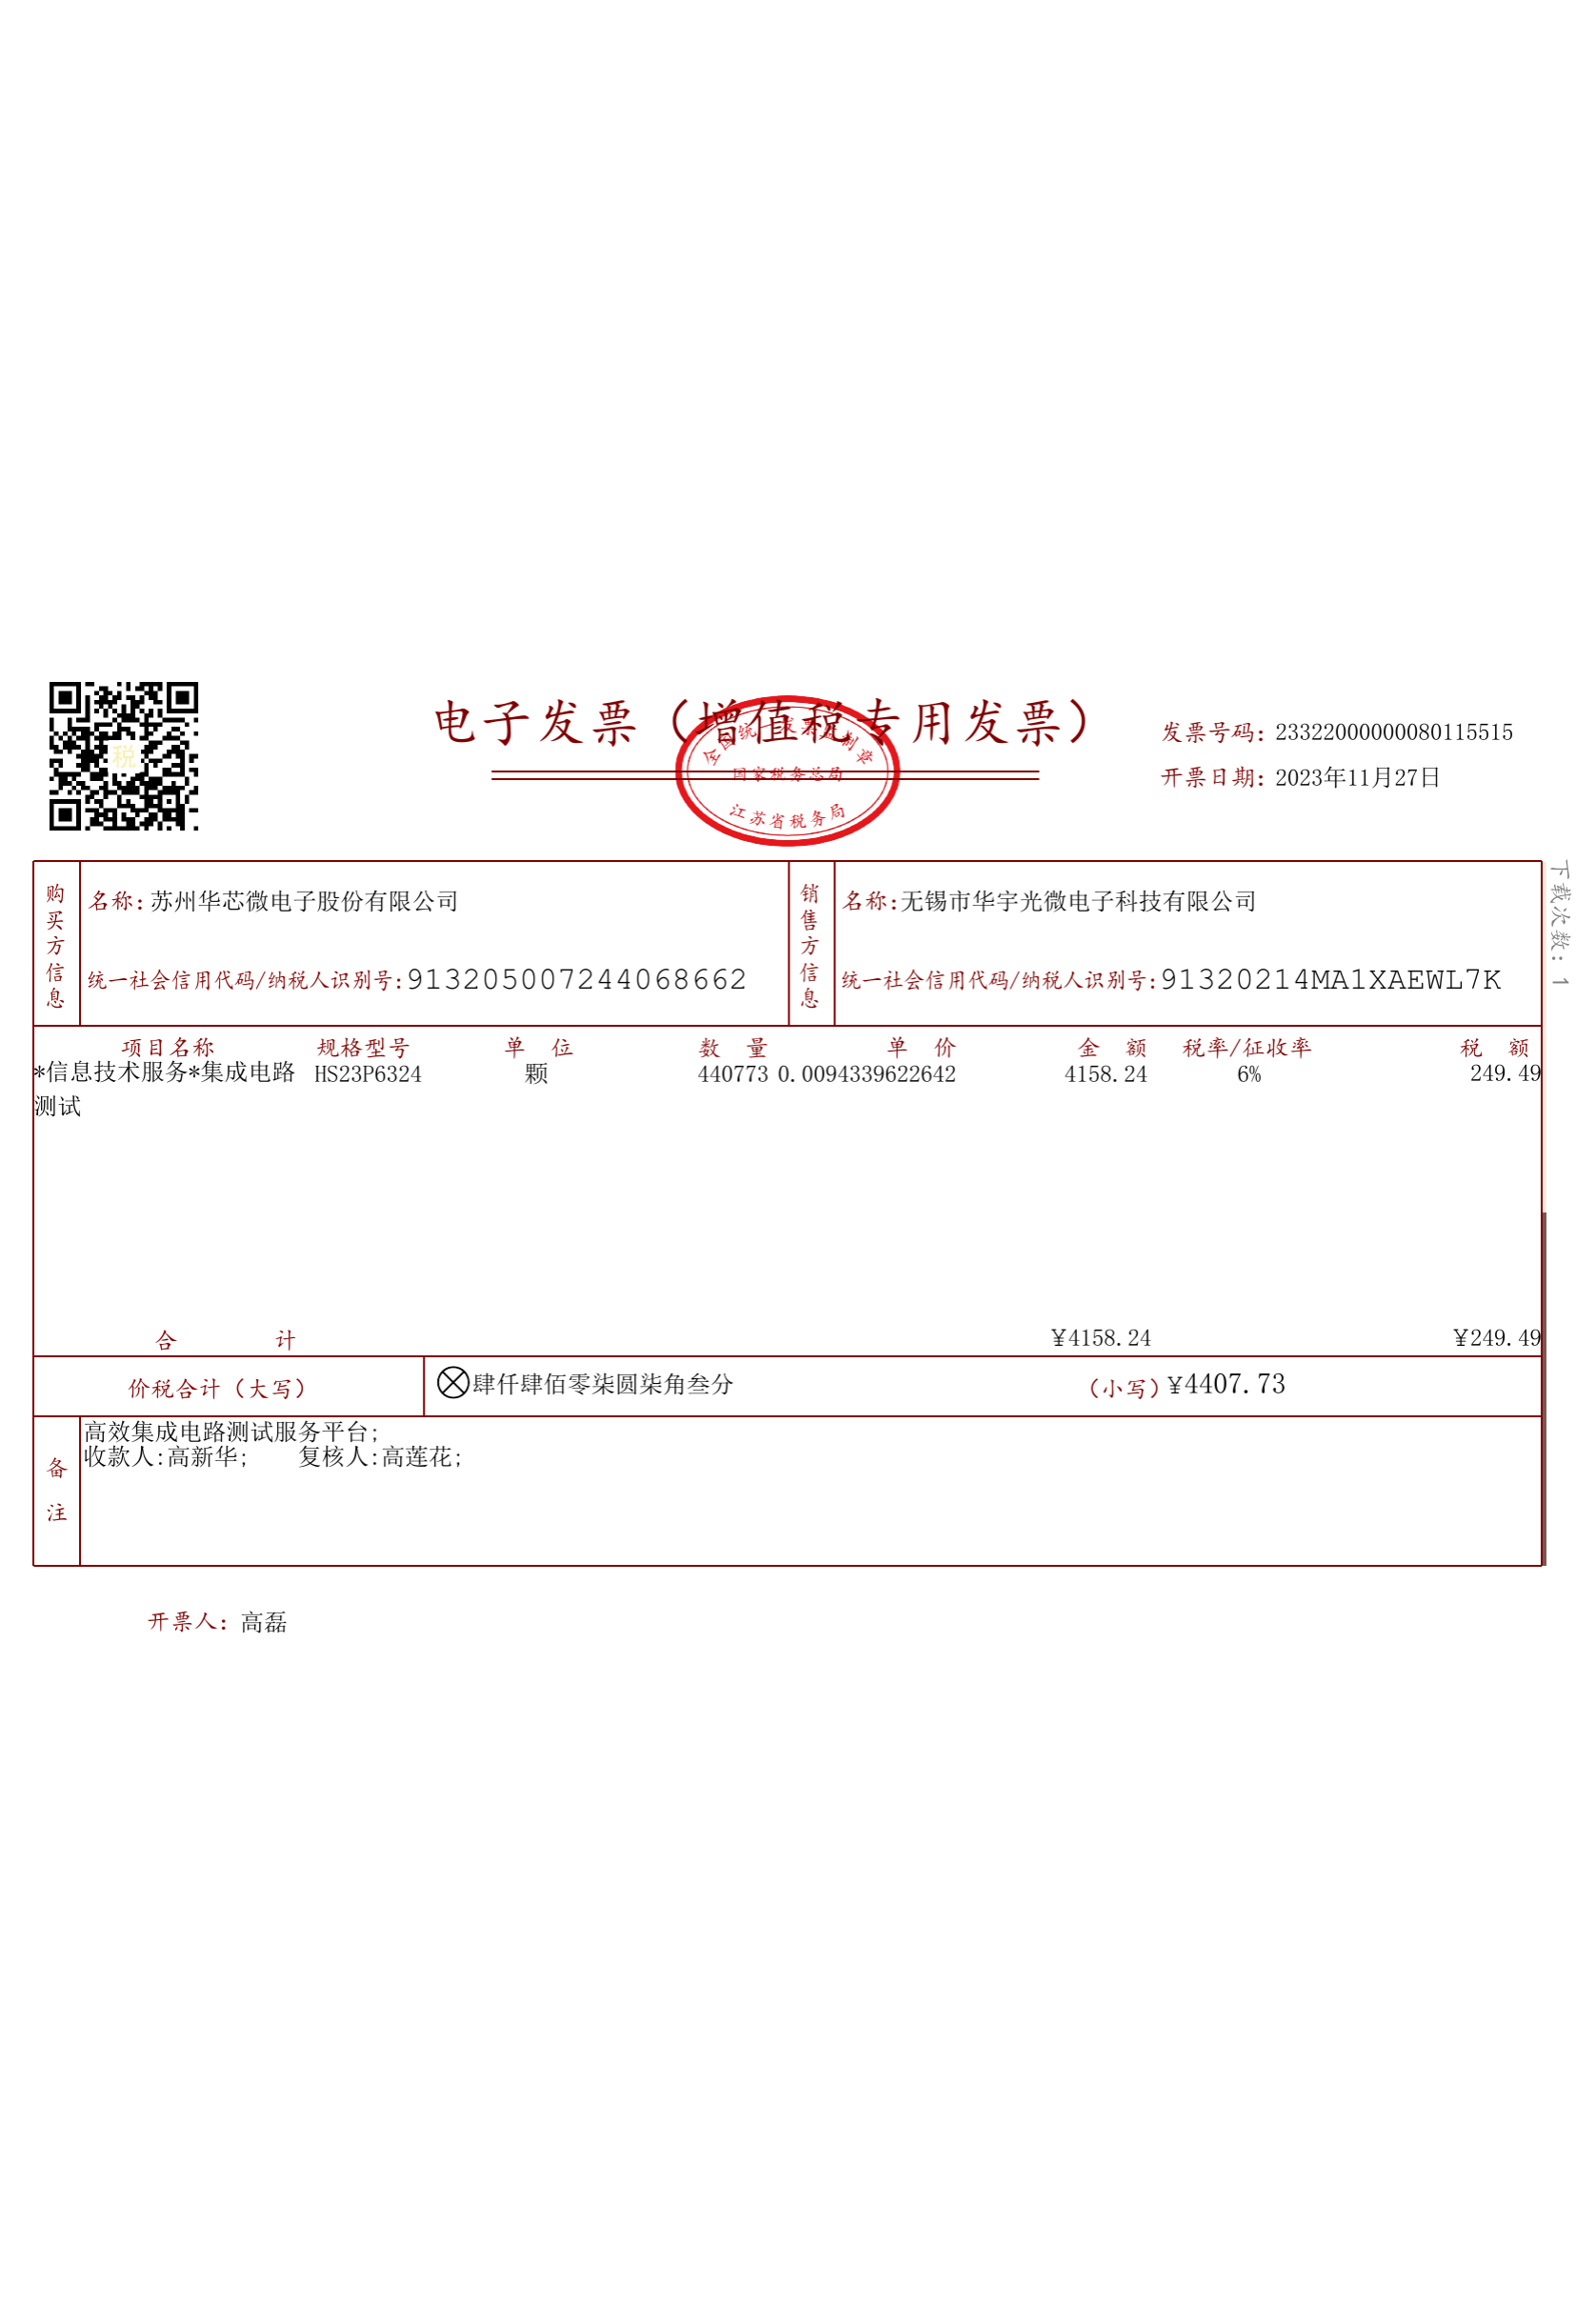 税
电子发票（增值税专用发票）
全国统一发票监制章
国家税务总局
江苏省税务局
发票号码: 23322000000080115515
开票日期: 2023年11月27日
下载次数: 1
购买方信息
名称: 苏州华芯微电子股份有限公司
统一社会信用代码/纳税人识别号: 913205007244068662
销售方信息
名称: 无锡市华宇光微电子科技有限公司
统一社会信用代码/纳税人识别号: 91320214MA1XAEWL7K
项目名称 规格型号 单 位 数 量 单 价 金 额 税率/征收率 税 额
*信息技术服务*集成电路 HS23P6324 颗 440773 0.0094339622642 4158.24 6% 249.49
测试
合 计 ¥4158.24 ¥249.49
价税合计（大写） 肆仟肆佰零柒圆柒角叁分 （小写）¥4407.73
备注
高效集成电路测试服务平台;
收款人:高新华; 复核人:高莲花;
开票人: 高磊